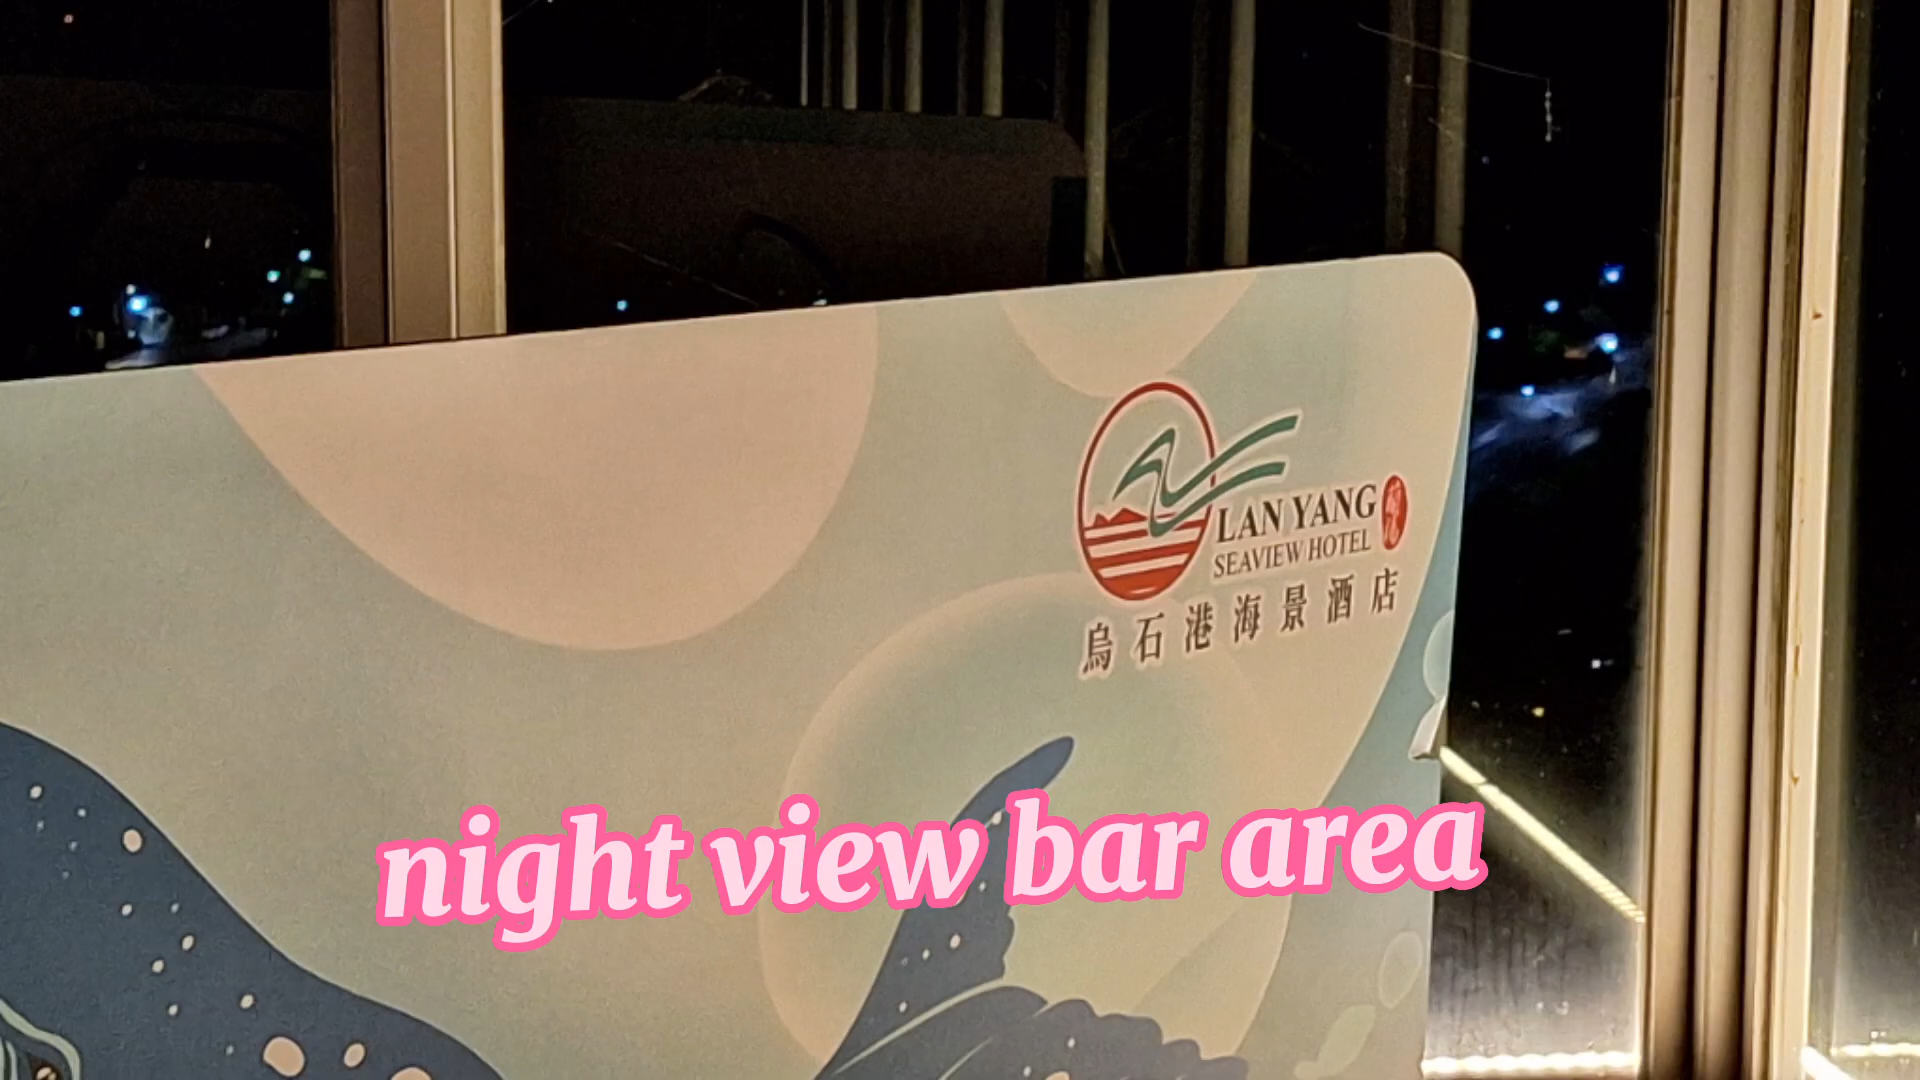 LAN YANG
SEAVIEW HOTEL
烏石港海景酒店
night view bar area